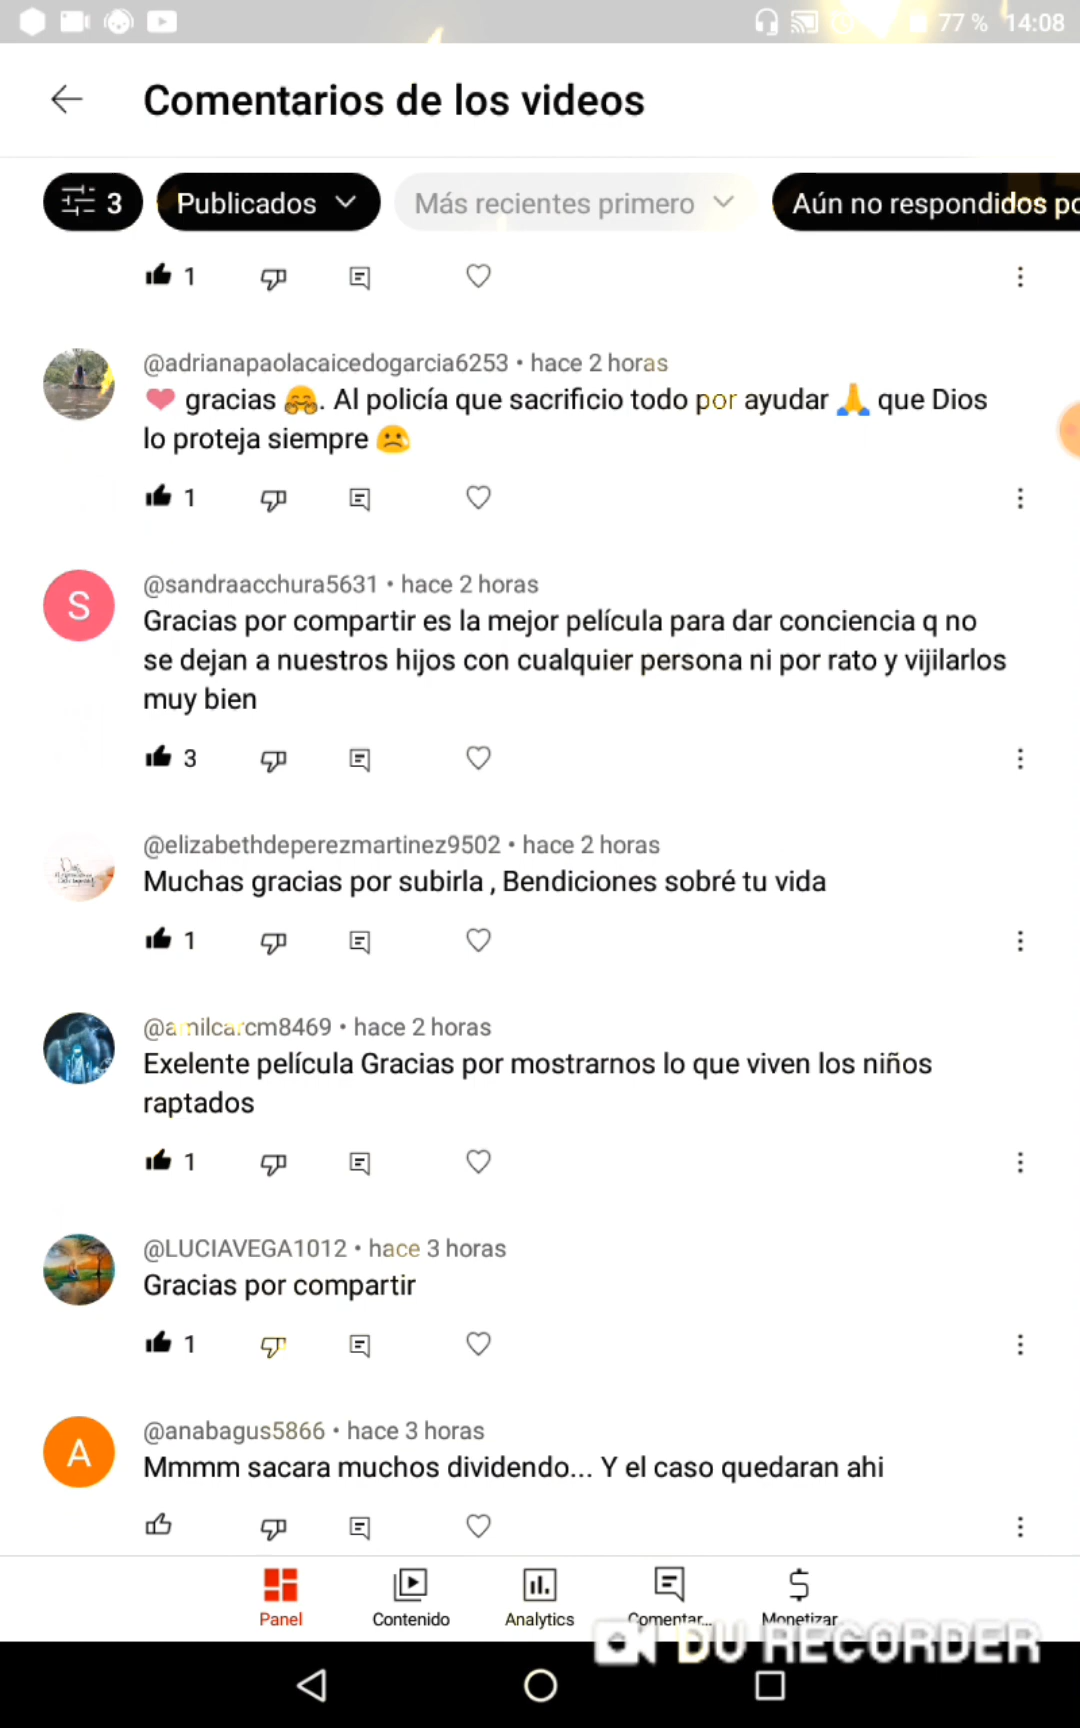 77 % 14:08
Comentarios de los videos
3 Publicados Más recientes primero Aún no respondidos po
1
@adrianapaolacaicedogarcia6253 • hace 2 horas
❤ gracias 🤗. Al policía que sacrificio todo por ayudar 🙏 que Dios
lo proteja siempre 🙁
1
@sandraacchura5631 • hace 2 horas
Gracias por compartir es la mejor película para dar conciencia q no
se dejan a nuestros hijos con cualquier persona ni por rato y vijilarlos
muy bien
3
@elizabethdeperezmartinez9502 • hace 2 horas
Muchas gracias por subirla , Bendiciones sobré tu vida
1
@amilcarcm8469 • hace 2 horas
Exelente película Gracias por mostrarnos lo que viven los niños
raptados
1
@LUCIAVEGA1012 • hace 3 horas
Gracias por compartir
1
@anabagus5866 • hace 3 horas
Mmmm sacara muchos dividendo... Y el caso quedaran ahi
Panel Contenido Analytics Comentar... Monetizar
DU RECORDER
S
A